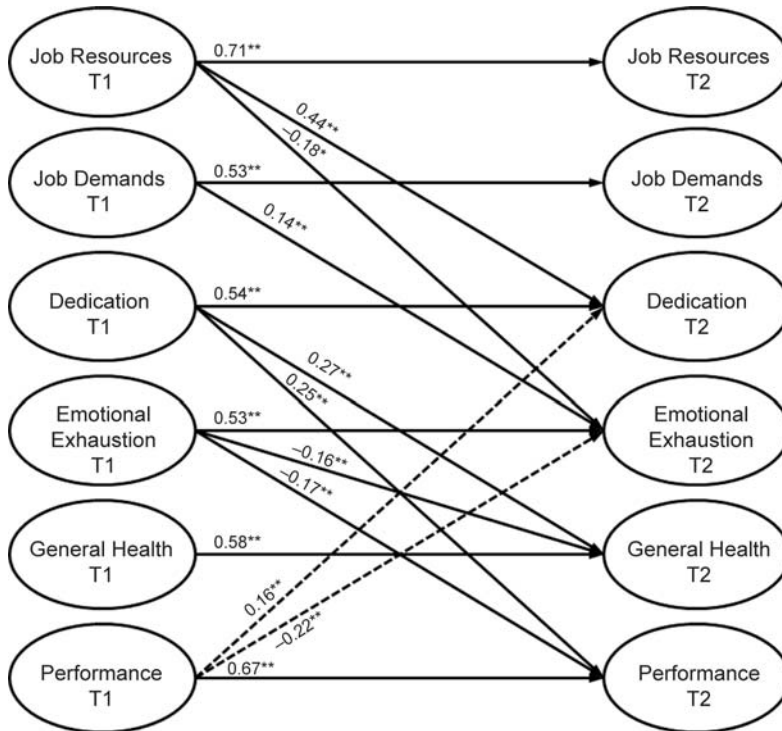 Job Resources
T1
0.71**
Job Resources
T2
0.44**
–0.18*
Job Demands
T1
0.53**
Job Demands
T2
0.14**
Dedication
T1
0.54**
Dedication
T2
0.27**
0.25**
Emotional
Exhaustion
T1
0.53**
Emotional
Exhaustion
T2
–0.16**
–0.17**
General Health
T1
0.58**
General Health
T2
0.16**
–0.22**
Performance
T1
0.67**
Performance
T2